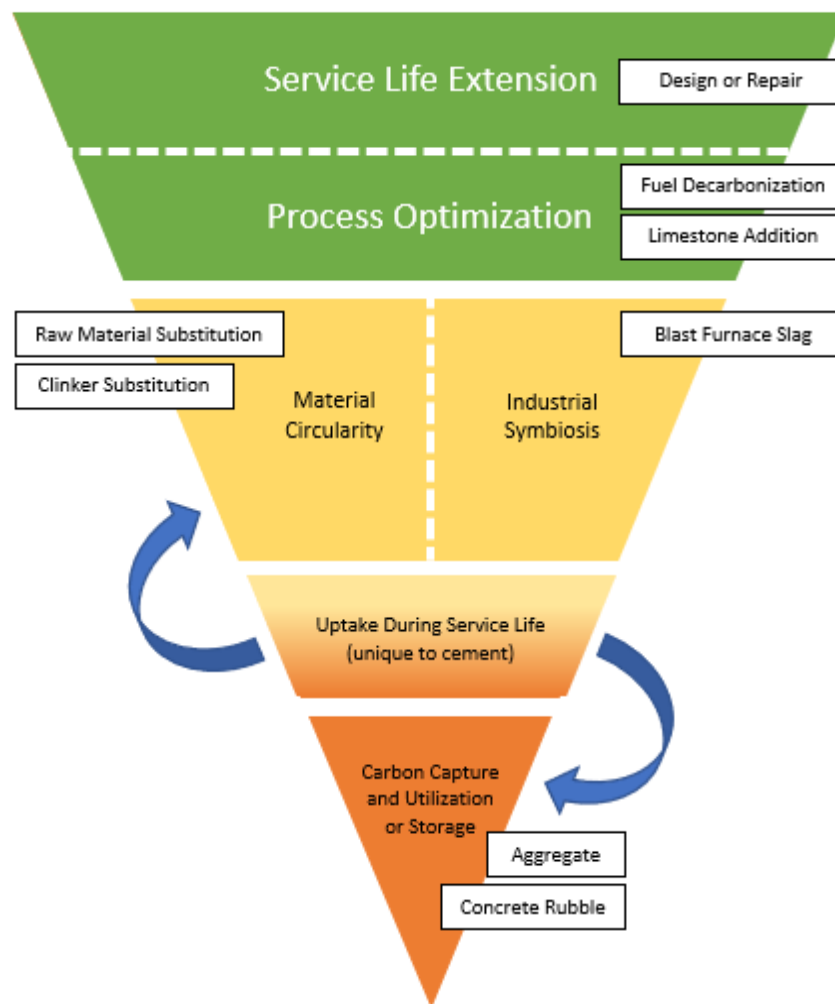 Service Life Extension
Design or Repair
Fuel Decarbonization
Process Optimization
Limestone Addition
Raw Material Substitution
Blast Furnace Slag
Clinker Substitution
Material
Circularity
Industrial
Symbiosis
Uptake During Service Life
(unique to cement)
Carbon Capture
and Utilization
or Storage
Aggregate
Concrete Rubble